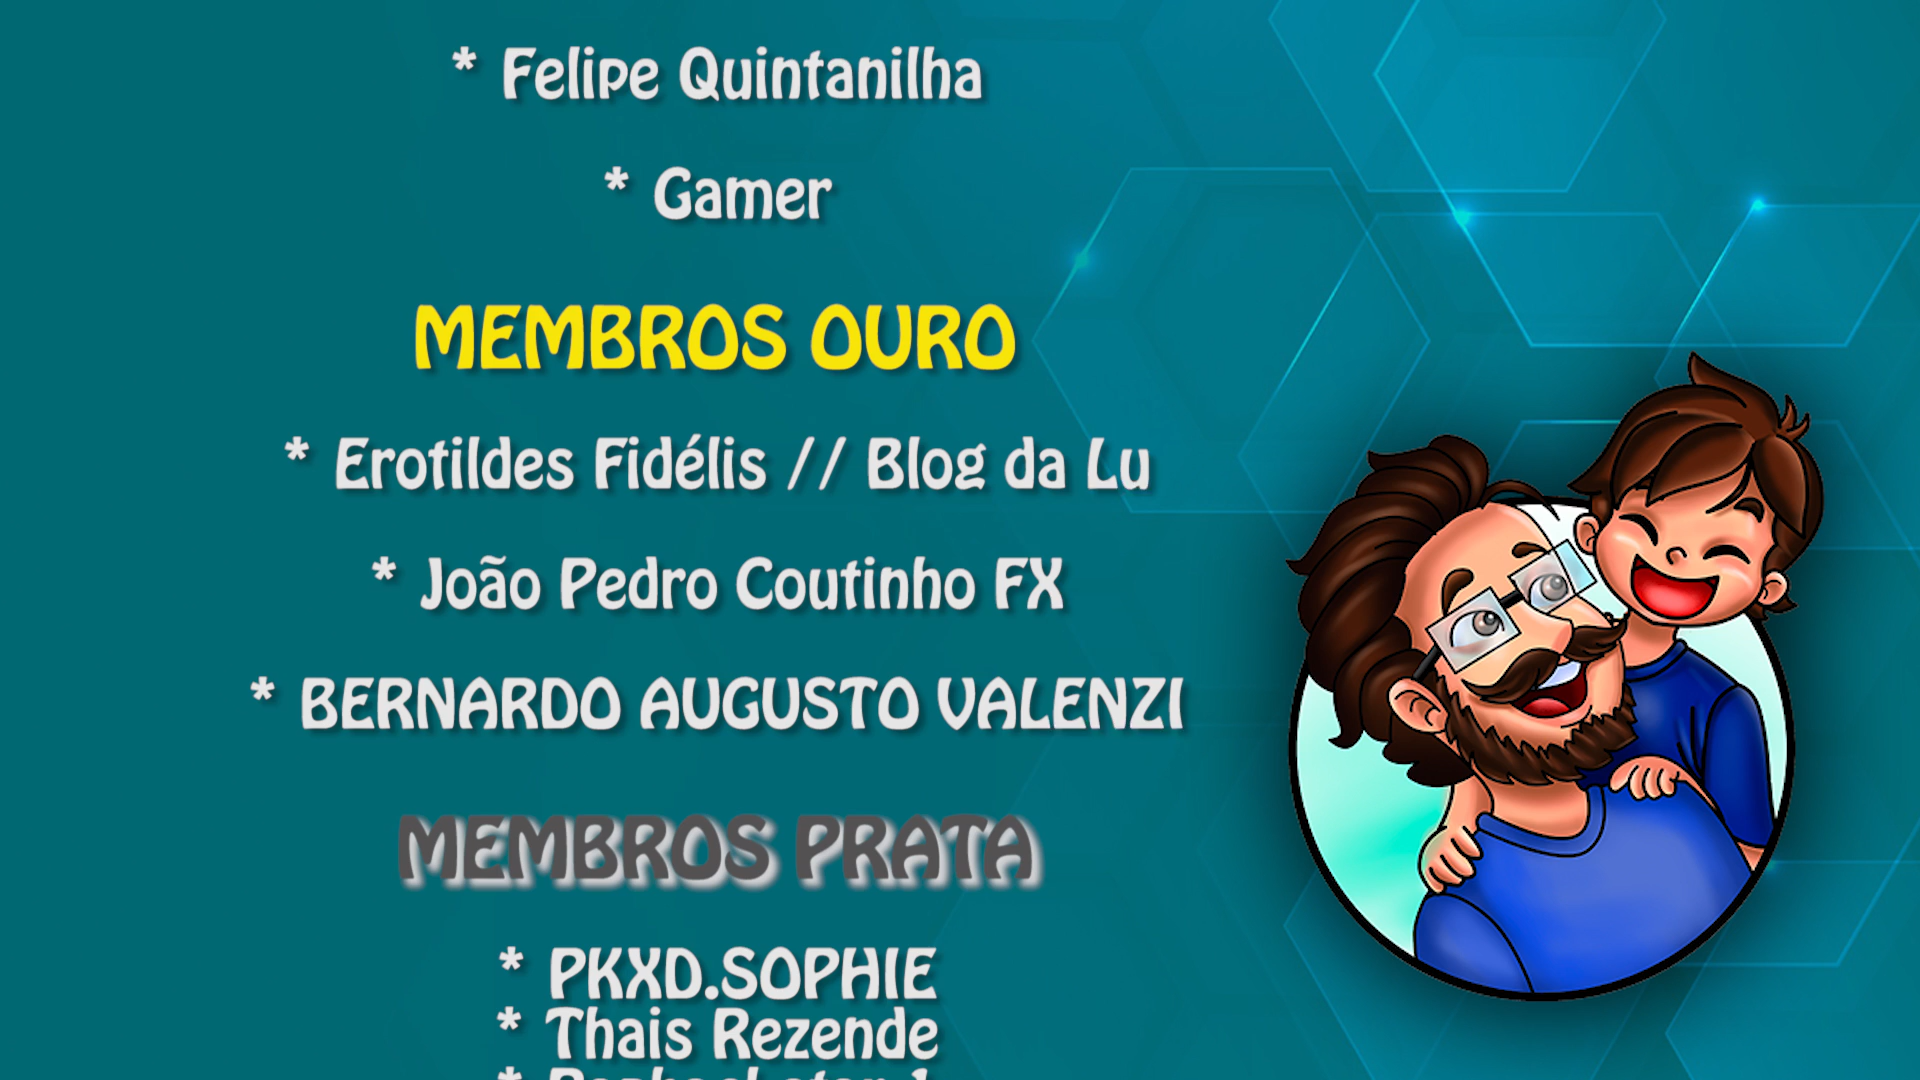 * Felipe Quintanilha
* Gamer
MEMBROS OURO
* Erotildes Fidélis // Blog da Lu
* João Pedro Coutinho FX
* BERNARDO AUGUSTO VALENZI
MEMBROS PRATA
* PKXD.SOPHIE
* Thais Rezende